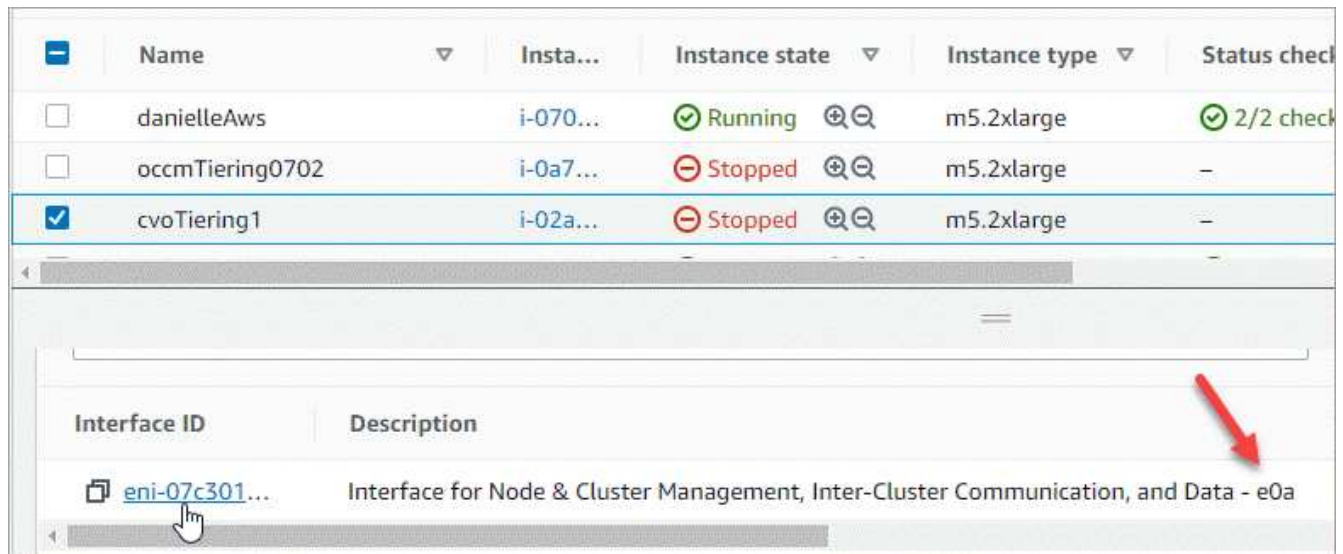 Name Insta... Instance state Instance type Status check
danielleAws i-070... Running m5.2xlarge 2/2 check
occmTiering0702 i-0a7... Stopped m5.2xlarge –
cvoTiering1 i-02a... Stopped m5.2xlarge –
Interface ID Description
eni-07c301... Interface for Node & Cluster Management, Inter-Cluster Communication, and Data - e0a